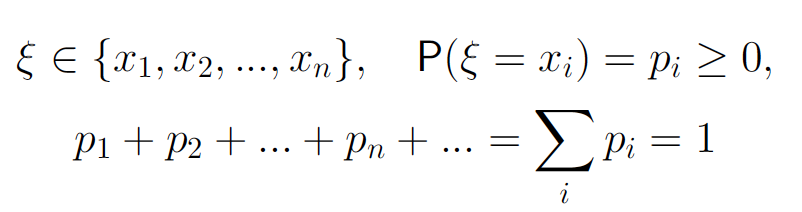 ξ ∈ {x₁, x₂, ..., xₙ}, P(ξ = xᵢ) = pᵢ ≥ 0,
p₁ + p₂ + ... + pₙ + ... = ∑ᵢ pᵢ = 1